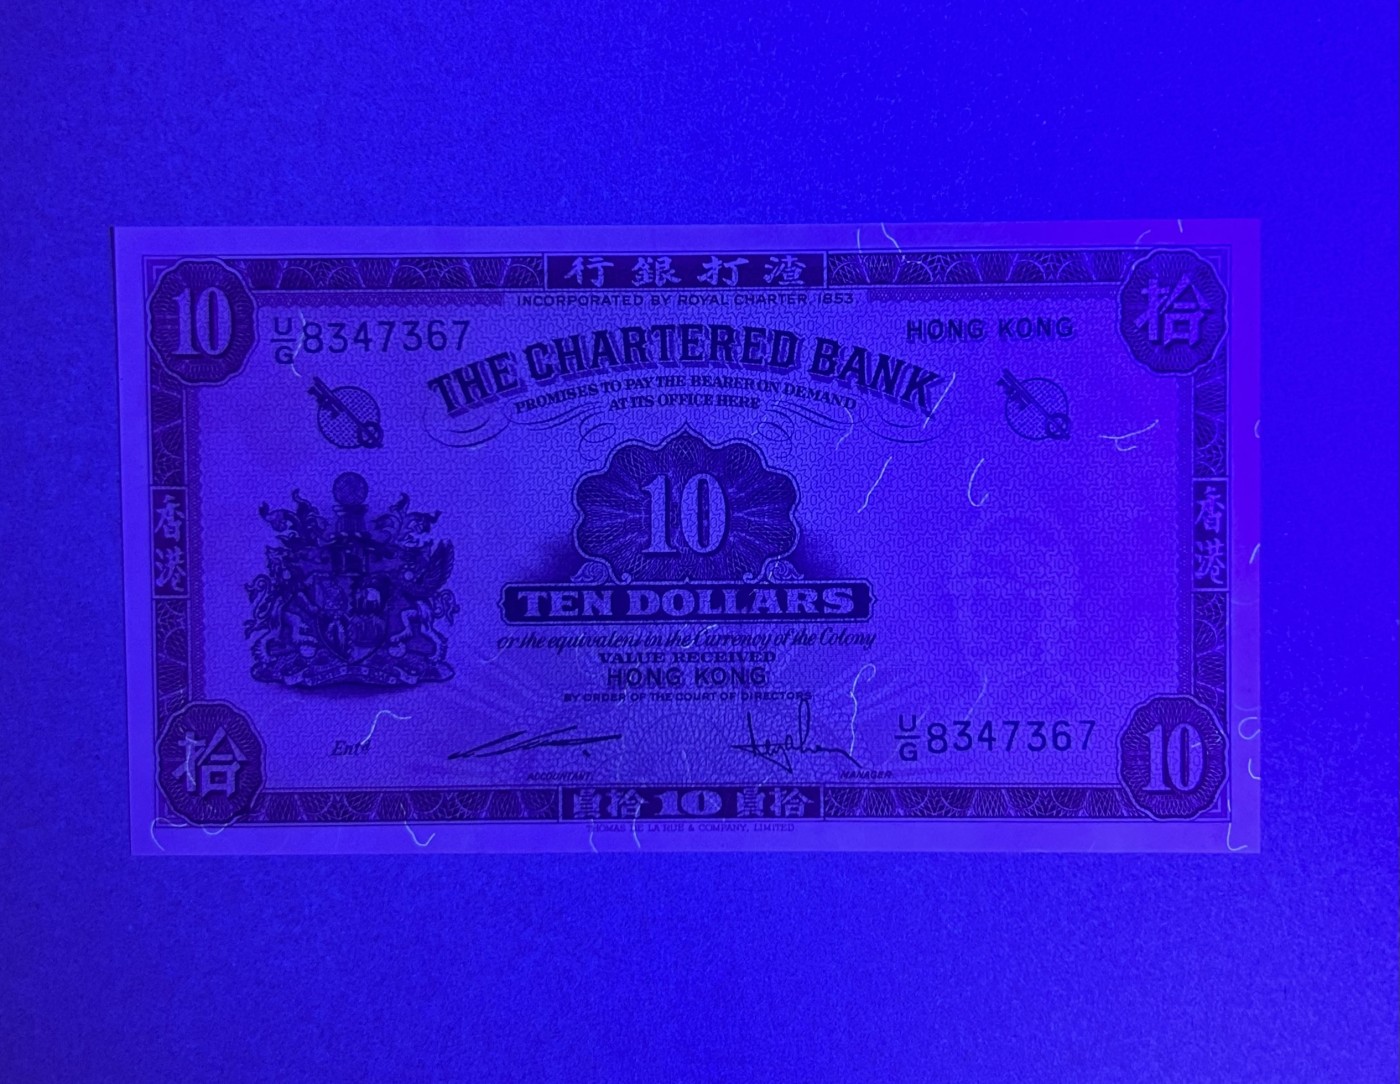 行銀打渣
INCORPORATED BY ROYAL CHARTER, 1853.
10
U/G 8347367
HONG KONG
拾
THE CHARTERED BANK
PROMISES TO PAY THE BEARER ON DEMAND
AT ITS OFFICE HERE
10
香港
香港
TEN DOLLARS
or the equivalent in the Currency of the Colony
VALUE RECEIVED
HONG KONG
BY ORDER OF THE COURT OF DIRECTORS
拾
Entd
U/G 8347367
10
ACCOUNTANT.
MANAGER.
員拾 10 員拾
THOMAS DE LA RUE & COMPANY, LIMITED